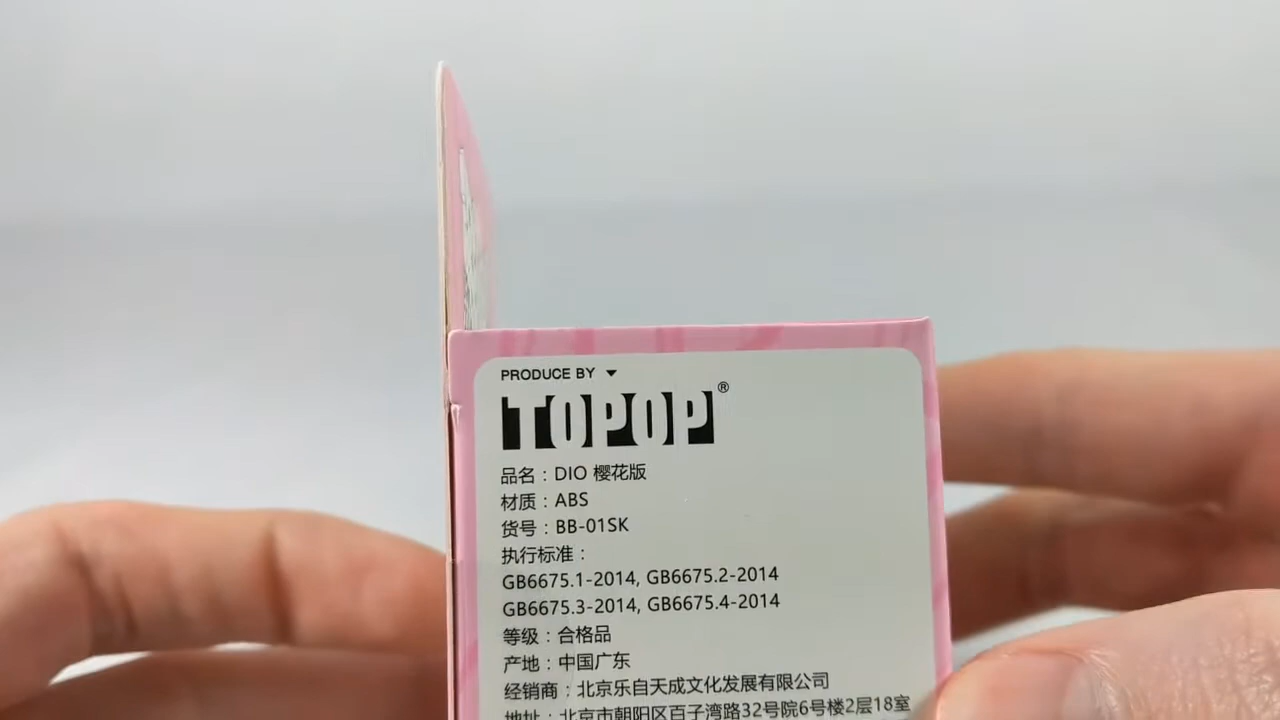 PRODUCE BY
TOPOP®
品名：DIO 樱花版
材质：ABS
货号：BB-01SK
执行标准：
GB6675.1-2014, GB6675.2-2014
GB6675.3-2014, GB6675.4-2014
等级：合格品
产地：中国广东
经销商：北京乐自天成文化发展有限公司
地址：北京市朝阳区百子湾路32号院6号楼2层18室